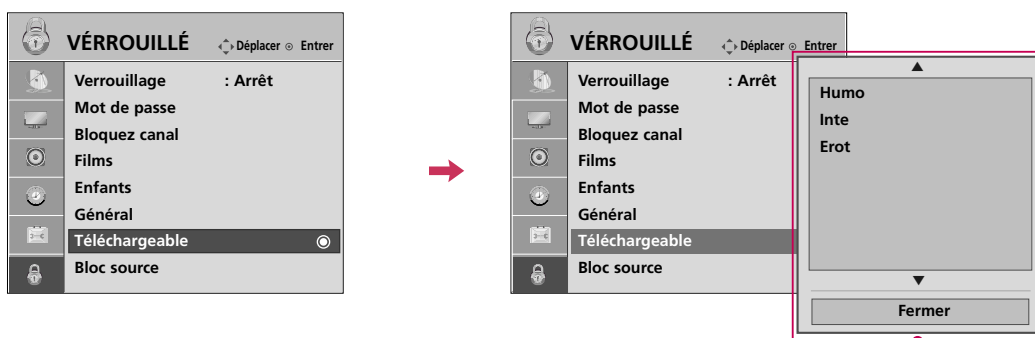 VÉRROUILLÉ Déplacer Entrer
Verrouillage : Arrêt
Mot de passe
Bloquez canal
Films
Enfants
Général
Téléchargeable
Bloc source
VÉRROUILLÉ Déplacer Entrer
Verrouillage : Arrêt
Mot de passe
Bloquez canal
Films
Enfants
Général
Téléchargeable
Bloc source
Humo
Inte
Erot
Fermer